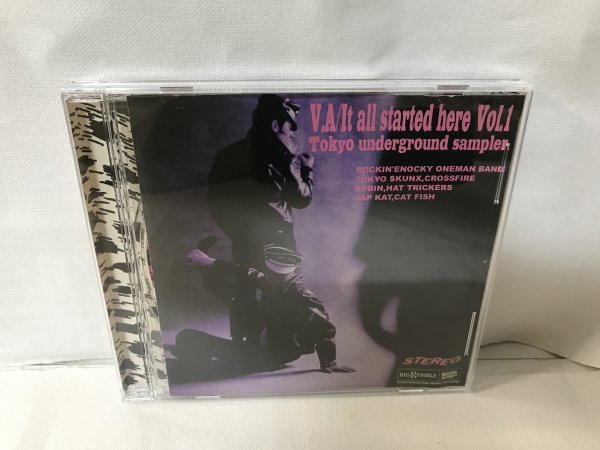 V.A/It all started here Vol.1
Tokyo underground sampler
ROCKIN'ENOCKY ONEMAN BAND
TOKYO SKUNX,CROSSFIRE
ROBIN,HAT TRICKERS
JAP KAT,CAT FISH
STEREO
BIG RUMBLE